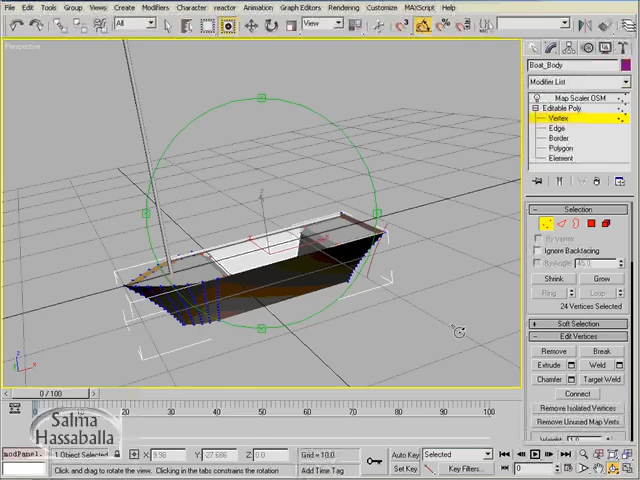 File Edit Tools Group Views Create Modifiers Character reactor Animation Graph Editors Rendering Customize MAXScript Help
All
View
Perspective
Boat_Body
Modifier List
Map Scaler OSM
Editable Poly
Vertex
Edge
Border
Polygon
Element
Selection
By Vertex
Ignore Backfacing
By Angle: 45.0
Shrink Grow
Ring Loop
24 Vertices Selected
Soft Selection
Edit Vertices
Remove Break
Extrude Weld
Chamfer Target Weld
Connect
Remove Isolated Vertices
Remove Unused Map Verts
Weight: 1.0
0 / 100
0 20 30 40 50 60 70 80 90 100
Salma
Hassaballa
modPanel. 1 Object Selected X 9.98 Y -27.686 Z 0.0 Grid = 10.0 Auto Key Selected
Click and drag to rotate the view. Clicking in the tabs constrains the rotation Add Time Tag Set Key Key Filters... 0